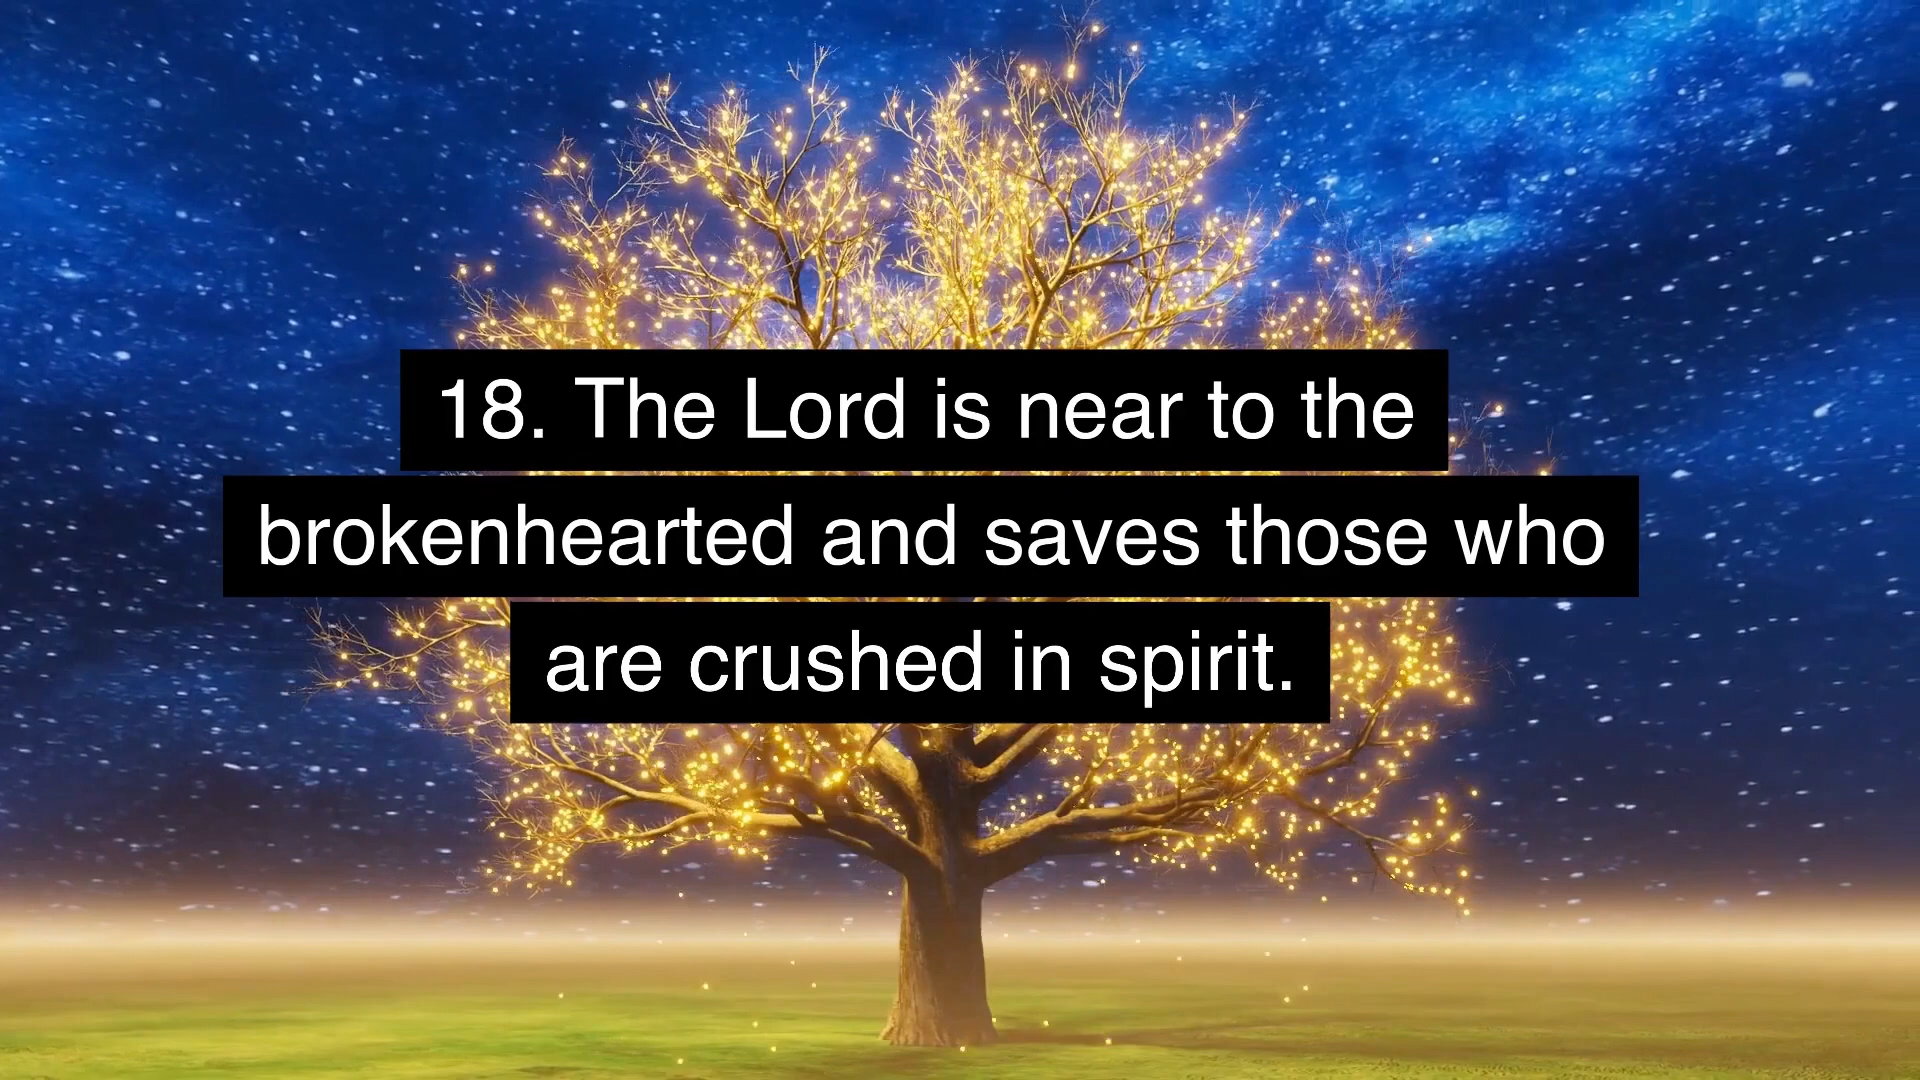 18. The Lord is near to the
brokenhearted and saves those who
are crushed in spirit.